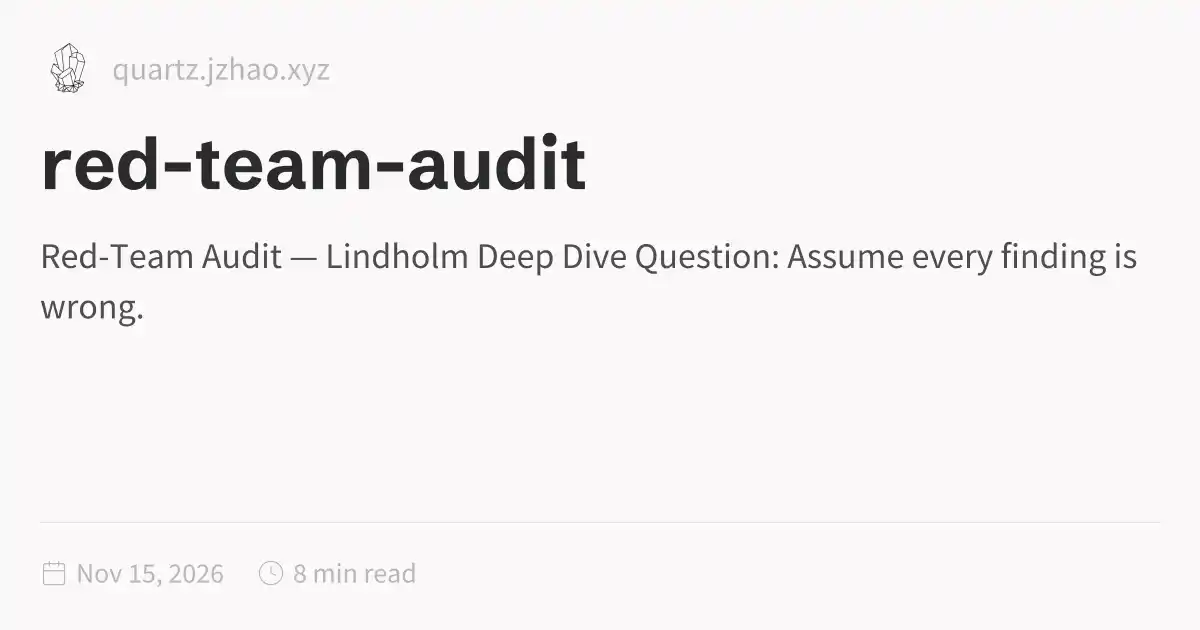 quartz.jzhao.xyz
red-team-audit
Red-Team Audit — Lindholm Deep Dive Question: Assume every finding is
wrong.
Nov 15, 2026 8 min read